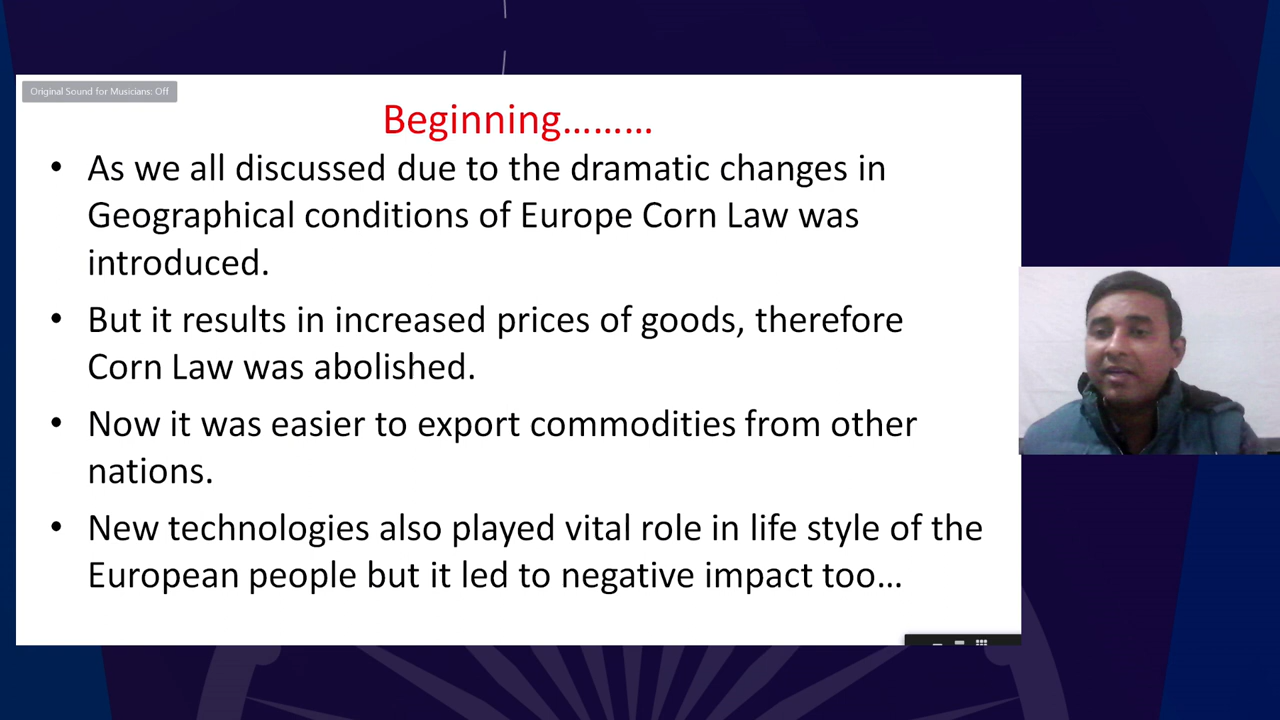 Original Sound for Musicians: Off
Beginning.........
• As we all discussed due to the dramatic changes in
Geographical conditions of Europe Corn Law was
introduced.
• But it results in increased prices of goods, therefore
Corn Law was abolished.
• Now it was easier to export commodities from other
nations.
• New technologies also played vital role in life style of the
European people but it led to negative impact too...